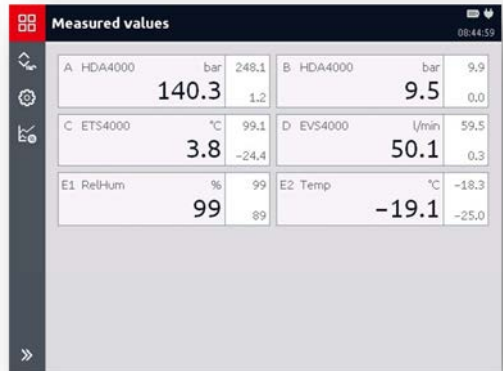 Measured values
08:44:59
A HDA4000 bar 248.1
140.3 1.2
B HDA4000 bar 9.9
9.5 0.0
C ETS4000 °C 99.1
3.8 -24.4
D EVS4000 l/min 59.5
50.1 0.3
E1 RelHum % 99
99 89
E2 Temp °C -18.3
-19.1 -25.0